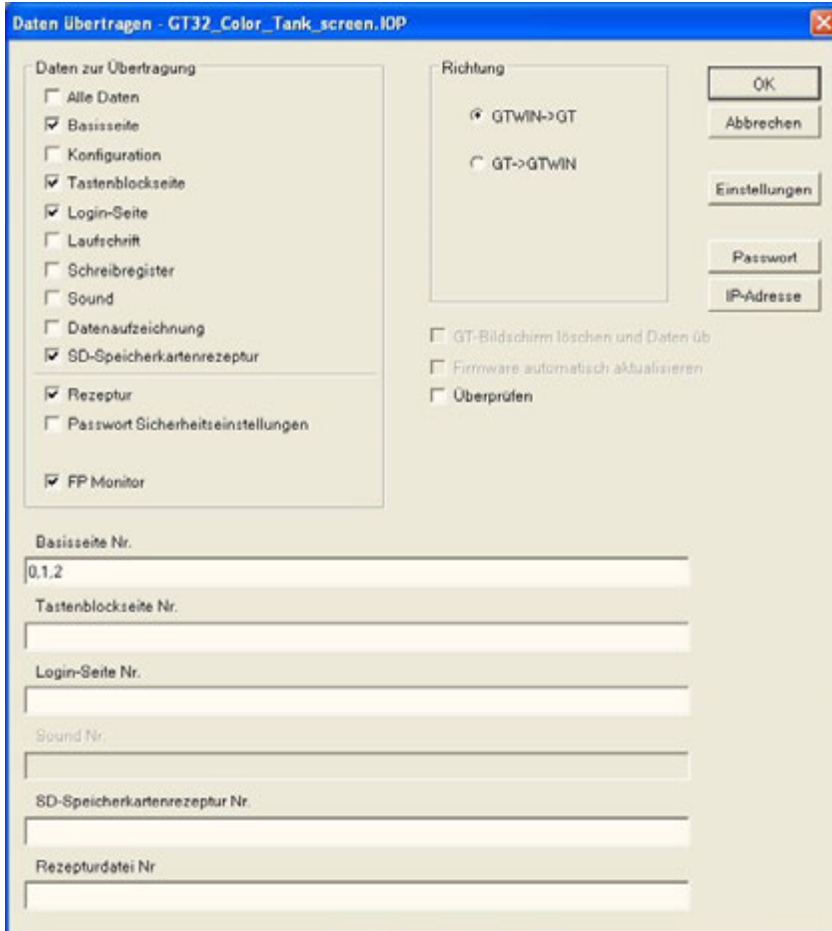 Daten übertragen - GT32_Color_Tank_screen.IOP
Daten zur Übertragung
Alle Daten
Basisseite
Konfiguration
Tastenblockseite
Login-Seite
Laufschrift
Schreibregister
Sound
Datenaufzeichnung
SD-Speicherkartenrezeptur
Rezeptur
Passwort Sicherheitseinstellungen
FP Monitor
Richtung
GTWIN->GT
GT->GTWIN
GT-Bildschirm löschen und Daten üb
Firmware automatisch aktualisieren
Überprüfen
OK
Abbrechen
Einstellungen
Passwort
IP-Adresse
Basisseite Nr.
0,1,2
Tastenblockseite Nr.
Login-Seite Nr.
Sound Nr.
SD-Speicherkartenrezeptur Nr.
Rezepturdatei Nr